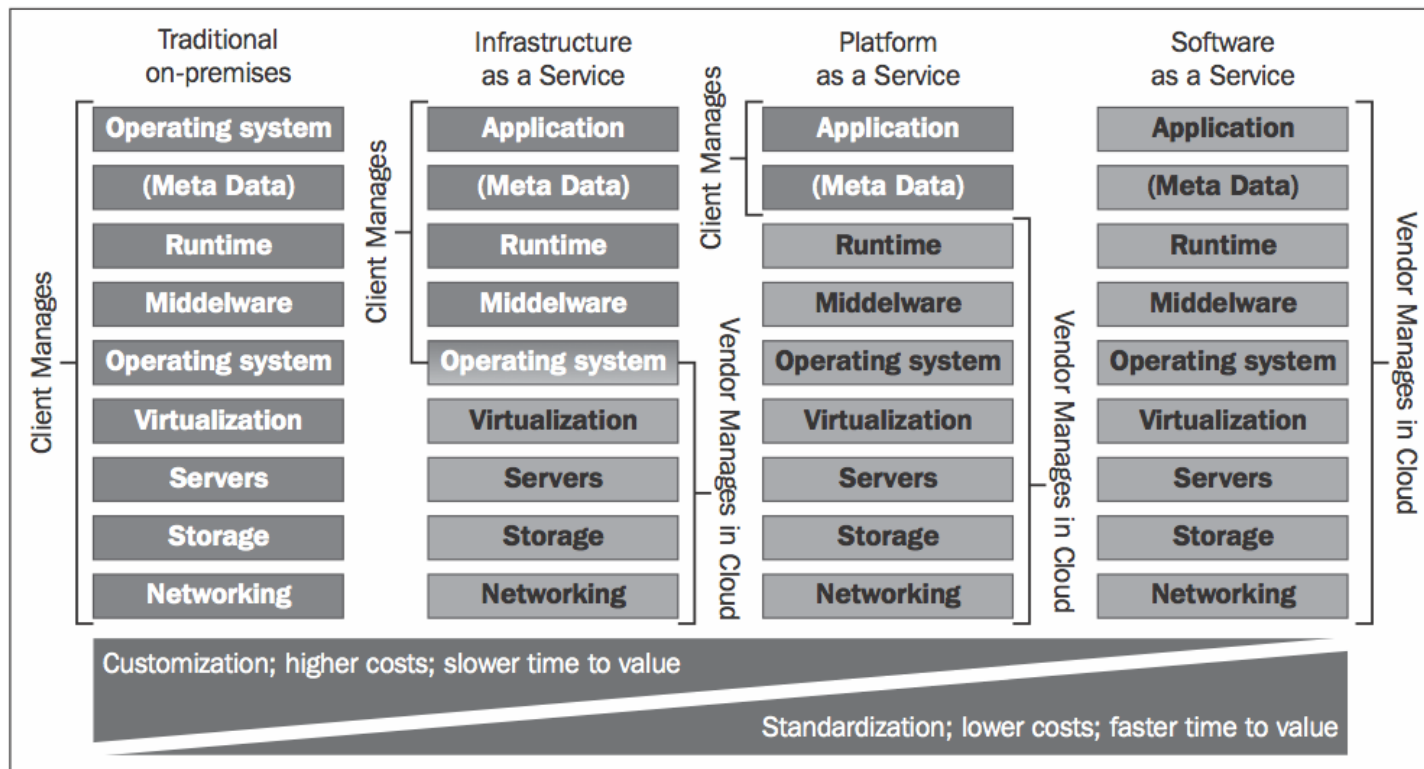 Traditional
on-premises
Client Manages
Operating system
(Meta Data)
Runtime
Middelware
Operating system
Virtualization
Servers
Storage
Networking
Infrastructure
as a Service
Client Manages
Application
(Meta Data)
Runtime
Middelware
Operating system
Virtualization
Servers
Storage
Networking
Vendor Manages in Cloud
Platform
as a Service
Client Manages
Application
(Meta Data)
Runtime
Middelware
Operating system
Virtualization
Servers
Storage
Networking
Vendor Manages in Cloud
Software
as a Service
Application
(Meta Data)
Runtime
Middelware
Operating system
Virtualization
Servers
Storage
Networking
Vendor Manages in Cloud
Customization; higher costs; slower time to value
Standardization; lower costs; faster time to value